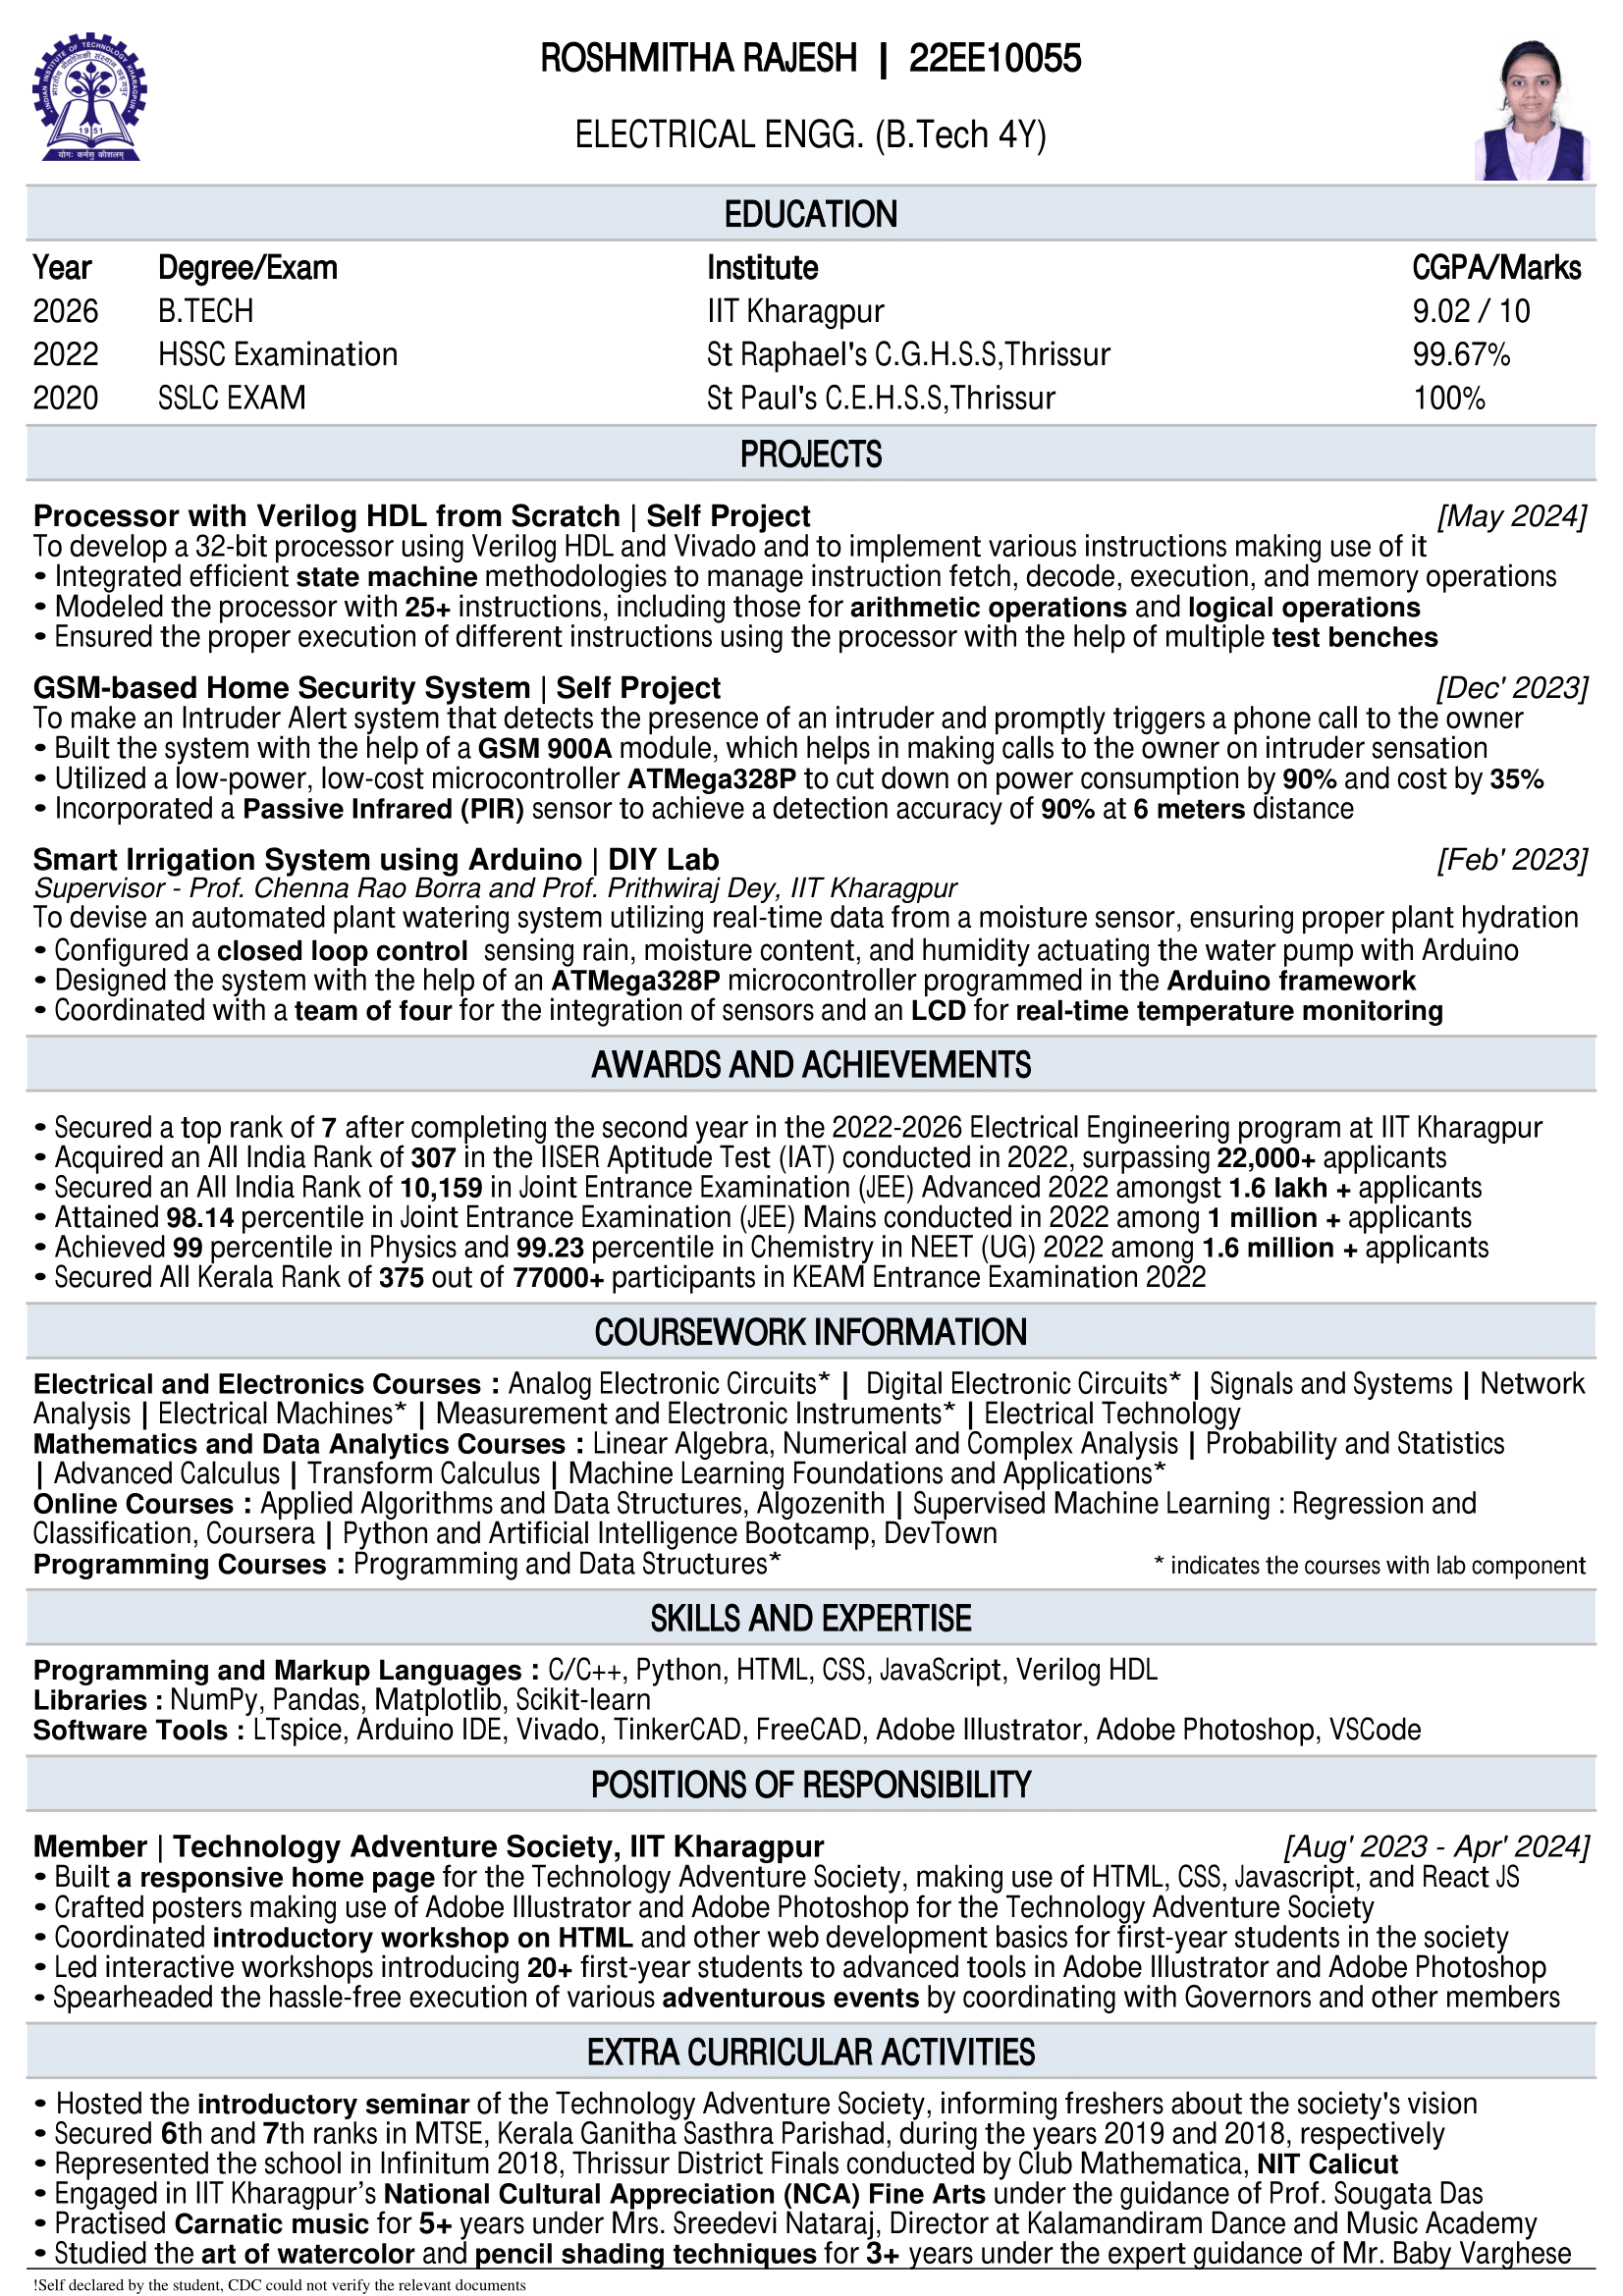 INDIAN INSTITUTE OF TECHNOLOGY KHARAGPUR
भारतीय प्रौद्योगिकी संस्थान खड़गपुर
1951
योगः कर्मसु कौशलम्
ROSHMITHA RAJESH | 22EE10055
ELECTRICAL ENGG. (B.Tech 4Y)
EDUCATION
Year Degree/Exam Institute CGPA/Marks
2026 B.TECH IIT Kharagpur 9.02 / 10
2022 HSSC Examination St Raphael's C.G.H.S.S,Thrissur 99.67%
2020 SSLC EXAM St Paul's C.E.H.S.S,Thrissur 100%
PROJECTS
Processor with Verilog HDL from Scratch | Self Project [May 2024]
To develop a 32-bit processor using Verilog HDL and Vivado and to implement various instructions making use of it
• Integrated efficient state machine methodologies to manage instruction fetch, decode, execution, and memory operations
• Modeled the processor with 25+ instructions, including those for arithmetic operations and logical operations
• Ensured the proper execution of different instructions using the processor with the help of multiple test benches
GSM-based Home Security System | Self Project [Dec' 2023]
To make an Intruder Alert system that detects the presence of an intruder and promptly triggers a phone call to the owner
• Built the system with the help of a GSM 900A module, which helps in making calls to the owner on intruder sensation
• Utilized a low-power, low-cost microcontroller ATMega328P to cut down on power consumption by 90% and cost by 35%
• Incorporated a Passive Infrared (PIR) sensor to achieve a detection accuracy of 90% at 6 meters distance
Smart Irrigation System using Arduino | DIY Lab [Feb' 2023]
Supervisor - Prof. Chenna Rao Borra and Prof. Prithwiraj Dey, IIT Kharagpur
To devise an automated plant watering system utilizing real-time data from a moisture sensor, ensuring proper plant hydration
• Configured a closed loop control sensing rain, moisture content, and humidity actuating the water pump with Arduino
• Designed the system with the help of an ATMega328P microcontroller programmed in the Arduino framework
• Coordinated with a team of four for the integration of sensors and an LCD for real-time temperature monitoring
AWARDS AND ACHIEVEMENTS
• Secured a top rank of 7 after completing the second year in the 2022-2026 Electrical Engineering program at IIT Kharagpur
• Acquired an All India Rank of 307 in the IISER Aptitude Test (IAT) conducted in 2022, surpassing 22,000+ applicants
• Secured an All India Rank of 10,159 in Joint Entrance Examination (JEE) Advanced 2022 amongst 1.6 lakh + applicants
• Attained 98.14 percentile in Joint Entrance Examination (JEE) Mains conducted in 2022 among 1 million + applicants
• Achieved 99 percentile in Physics and 99.23 percentile in Chemistry in NEET (UG) 2022 among 1.6 million + applicants
• Secured All Kerala Rank of 375 out of 77000+ participants in KEAM Entrance Examination 2022
COURSEWORK INFORMATION
Electrical and Electronics Courses : Analog Electronic Circuits* | Digital Electronic Circuits* | Signals and Systems | Network
Analysis | Electrical Machines* | Measurement and Electronic Instruments* | Electrical Technology
Mathematics and Data Analytics Courses : Linear Algebra, Numerical and Complex Analysis | Probability and Statistics
| Advanced Calculus | Transform Calculus | Machine Learning Foundations and Applications*
Online Courses : Applied Algorithms and Data Structures, Algozenith | Supervised Machine Learning : Regression and
Classification, Coursera | Python and Artificial Intelligence Bootcamp, DevTown
Programming Courses : Programming and Data Structures* * indicates the courses with lab component
SKILLS AND EXPERTISE
Programming and Markup Languages : C/C++, Python, HTML, CSS, JavaScript, Verilog HDL
Libraries : NumPy, Pandas, Matplotlib, Scikit-learn
Software Tools : LTspice, Arduino IDE, Vivado, TinkerCAD, FreeCAD, Adobe Illustrator, Adobe Photoshop, VSCode
POSITIONS OF RESPONSIBILITY
Member | Technology Adventure Society, IIT Kharagpur [Aug' 2023 - Apr' 2024]
• Built a responsive home page for the Technology Adventure Society, making use of HTML, CSS, Javascript, and React JS
• Crafted posters making use of Adobe Illustrator and Adobe Photoshop for the Technology Adventure Society
• Coordinated introductory workshop on HTML and other web development basics for first-year students in the society
• Led interactive workshops introducing 20+ first-year students to advanced tools in Adobe Illustrator and Adobe Photoshop
• Spearheaded the hassle-free execution of various adventurous events by coordinating with Governors and other members
EXTRA CURRICULAR ACTIVITIES
• Hosted the introductory seminar of the Technology Adventure Society, informing freshers about the society's vision
• Secured 6th and 7th ranks in MTSE, Kerala Ganitha Sasthra Parishad, during the years 2019 and 2018, respectively
• Represented the school in Infinitum 2018, Thrissur District Finals conducted by Club Mathematica, NIT Calicut
• Engaged in IIT Kharagpur’s National Cultural Appreciation (NCA) Fine Arts under the guidance of Prof. Sougata Das
• Practised Carnatic music for 5+ years under Mrs. Sreedevi Nataraj, Director at Kalamandiram Dance and Music Academy
• Studied the art of watercolor and pencil shading techniques for 3+ years under the expert guidance of Mr. Baby Varghese
!Self declared by the student, CDC could not verify the relevant documents